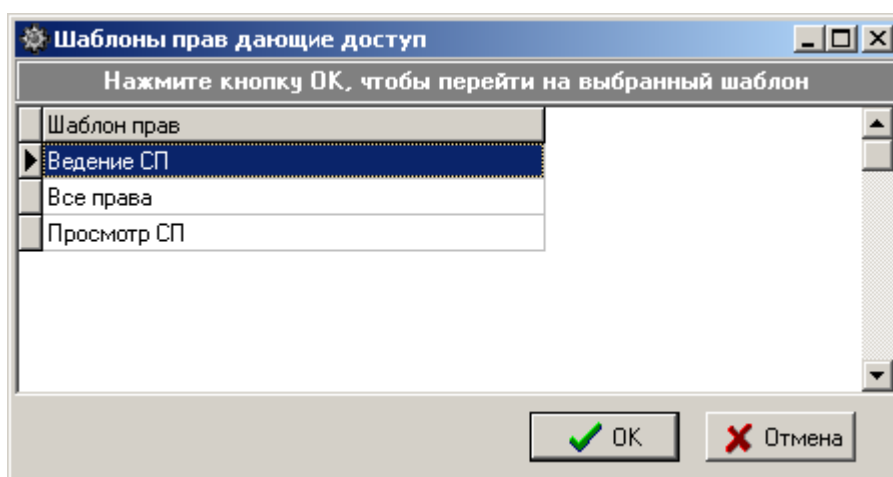 Шаблоны прав дающие доступ
Нажмите кнопку ОК, чтобы перейти на выбранный шаблон
Шаблон прав
Ведение СП
Все права
Просмотр СП
OK
Отмена